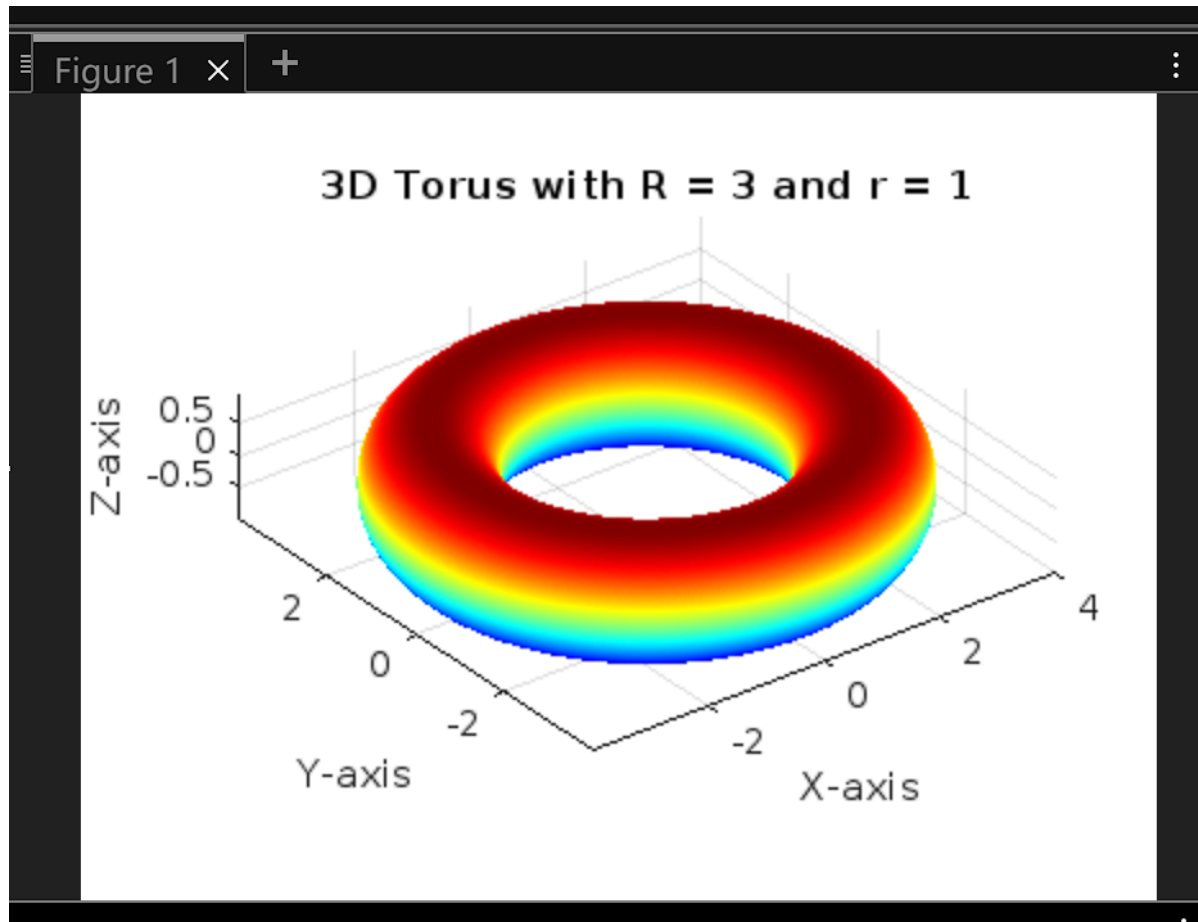 Figure 1
3D Torus with R = 3 and r = 1
Z-axis
0.5
0
-0.5
2
0
-2
Y-axis
4
2
0
-2
X-axis